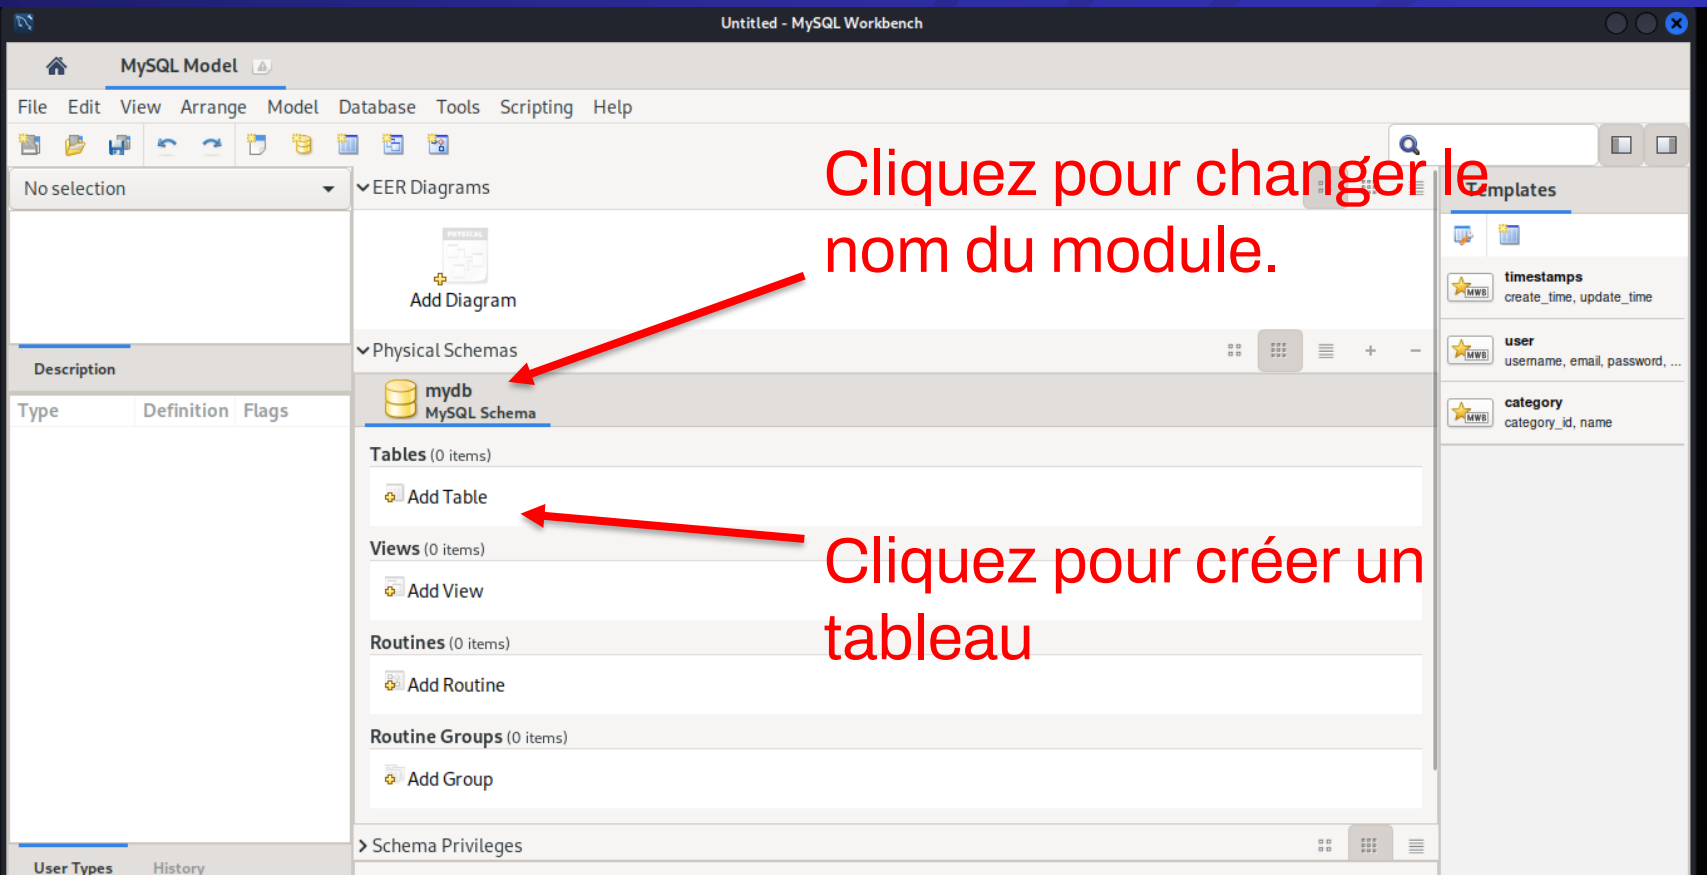 Untitled - MySQL Workbench
MySQL Model
File Edit View Arrange Model Database Tools Scripting Help
No selection
EER Diagrams
Cliquez pour changer le
nom du module.
Templates
PHYSICAL
Add Diagram
timestamps
create_time, update_time
Physical Schemas
user
username, email, password, ...
Description
mydb
MySQL Schema
category
category_id, name
MWB
MWB
MWB
Type Definition Flags
Tables (0 items)
Add Table
Views (0 items)
Cliquez pour créer un
tableau
Add View
Routines (0 items)
Add Routine
Routine Groups (0 items)
Add Group
Schema Privileges
User Types History